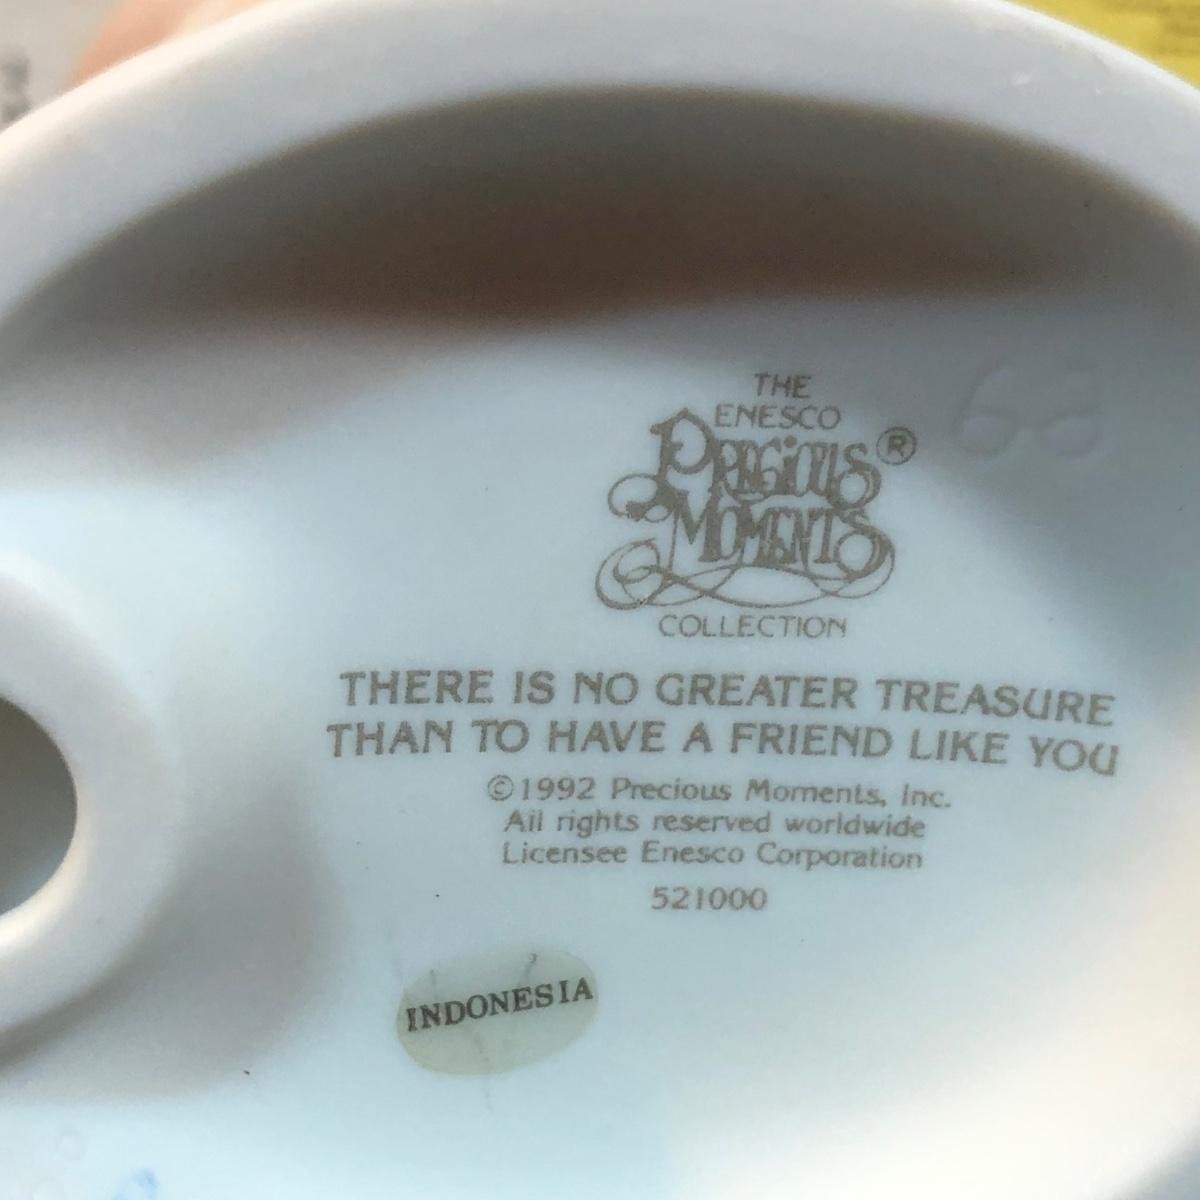 THE
ENESCO
PRECIOUS ®
MOMENTS
COLLECTION
THERE IS NO GREATER TREASURE
THAN TO HAVE A FRIEND LIKE YOU
©1992 Precious Moments, Inc.
All rights reserved worldwide
Licensee Enesco Corporation
521000
INDONESIA